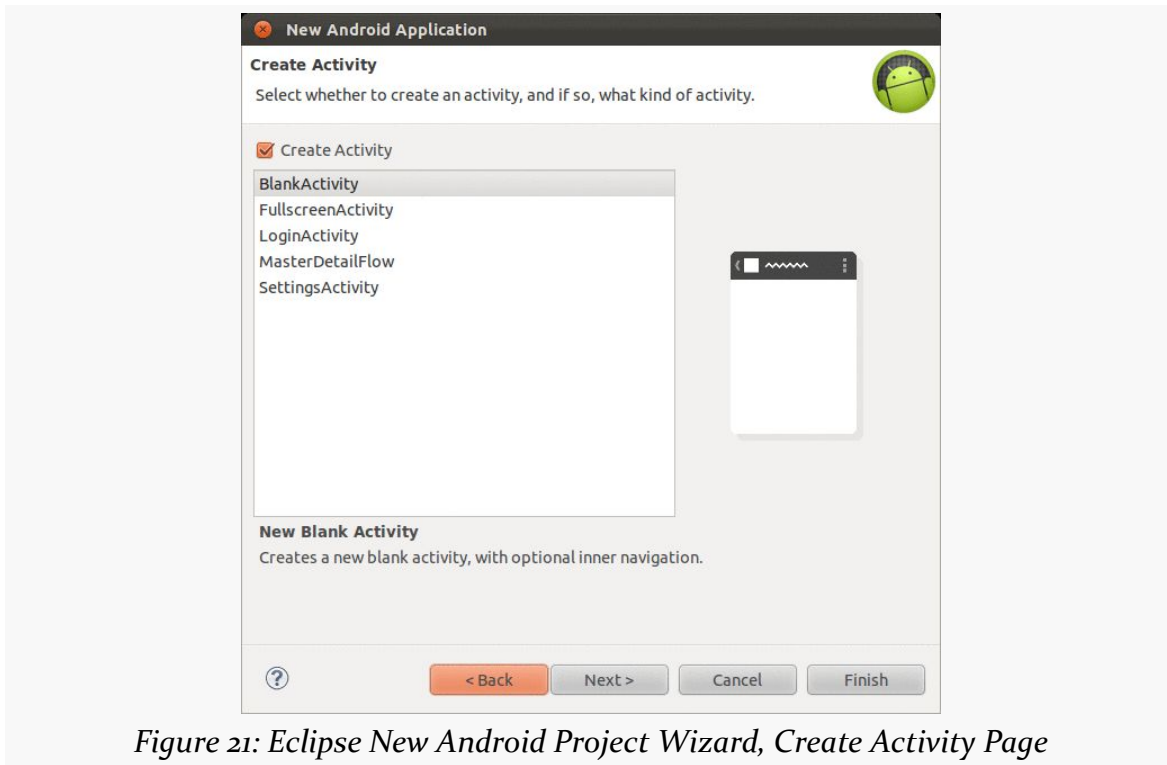 New Android Application
Create Activity
Select whether to create an activity, and if so, what kind of activity.
Create Activity
BlankActivity
FullscreenActivity
LoginActivity
MasterDetailFlow
SettingsActivity
New Blank Activity
Creates a new blank activity, with optional inner navigation.
?
< Back
Next >
Cancel
Finish
Figure 21: Eclipse New Android Project Wizard, Create Activity Page